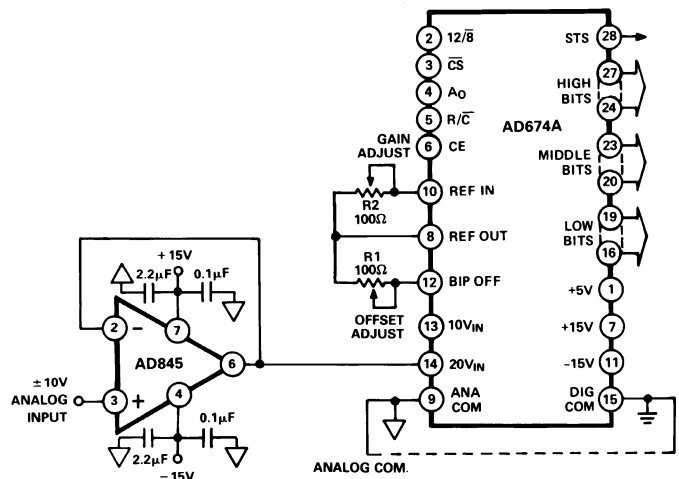 2 12/8̅ STS 28
3 C̅S̅ 27
HIGH BITS
4 A₀ 24
5 R/C̅ AD674A
GAIN ADJUST 6 CE 23
MIDDLE BITS
R2 100Ω 10 REF IN 20
8 REF OUT 19
LOW BITS
R1 100Ω 16
OFFSET ADJUST 12 BIP OFF +5V 1
13 10VIN +15V 7
14 20VIN -15V 11
9 ANA COM DIG COM 15
ANALOG COM.
+15V
2.2μF 0.1μF
2 − 7
AD845 6
±10V ANALOG INPUT 3 + 4
2.2μF 0.1μF
−15V